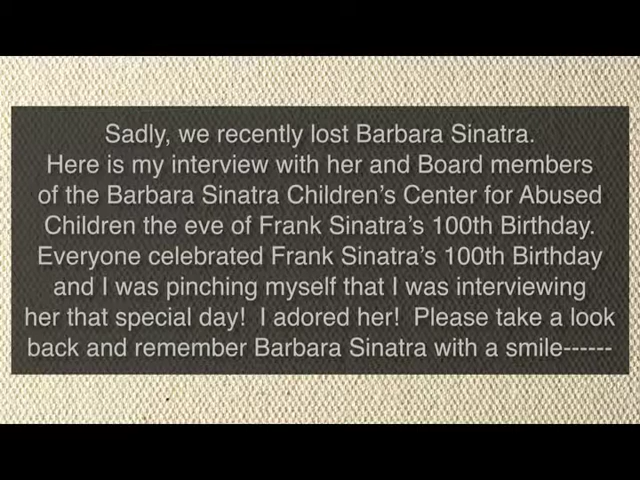 Sadly, we recently lost Barbara Sinatra.
Here is my interview with her and Board members
of the Barbara Sinatra Children's Center for Abused
Children the eve of Frank Sinatra's 100th Birthday.
Everyone celebrated Frank Sinatra's 100th Birthday
and I was pinching myself that I was interviewing
her that special day!  I adored her!  Please take a look
back and remember Barbara Sinatra with a smile------